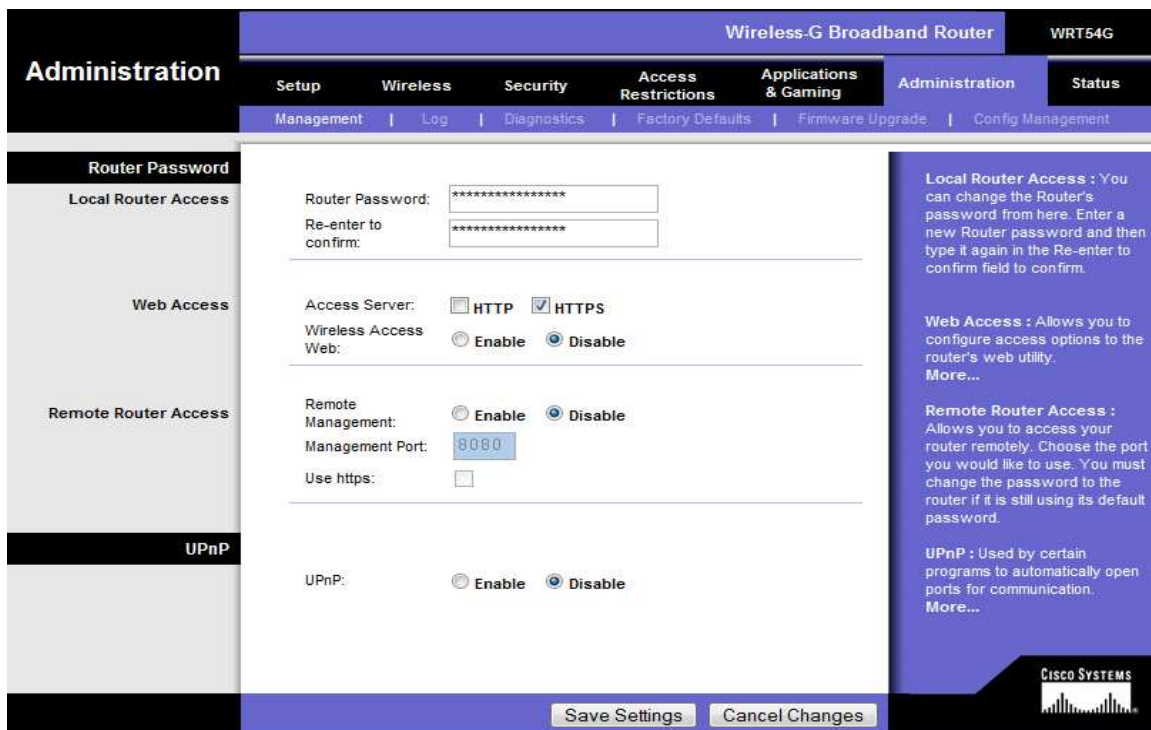 Wireless-G Broadband Router
WRT54G
Administration
Setup
Wireless
Security
Access
Restrictions
Applications
& Gaming
Administration
Status
Management | Log | Diagnostics | Factory Defaults | Firmware Upgrade | Config Management
Router Password
Local Router Access
Router Password:
****************
Re-enter to
confirm:
****************
Web Access
Access Server:
HTTP
HTTPS
Wireless Access
Web:
Enable
Disable
Remote Router Access
Remote
Management:
Enable
Disable
Management Port:
8080
Use https:
UPnP
UPnP:
Enable
Disable
Local Router Access : You
can change the Router's
password from here. Enter a
new Router password and then
type it again in the Re-enter to
confirm field to confirm.
Web Access : Allows you to
configure access options to the
router's web utility.
More...
Remote Router Access :
Allows you to access your
router remotely. Choose the port
you would like to use. You must
change the password to the
router if it is still using its default
password.
UPnP : Used by certain
programs to automatically open
ports for communication.
More...
Save Settings
Cancel Changes
CISCO SYSTEMS